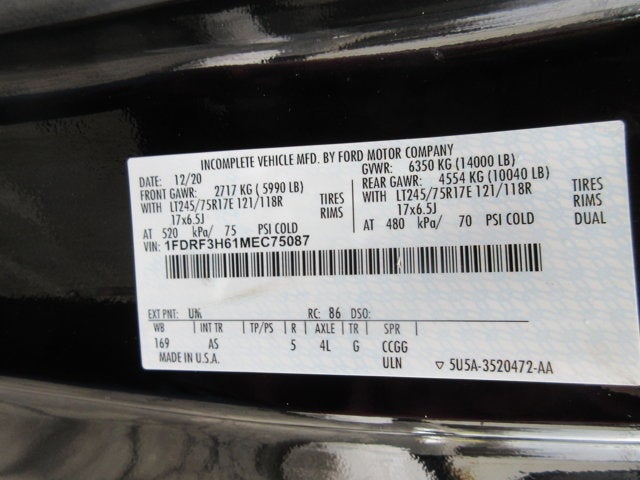 INCOMPLETE VEHICLE MFD. BY FORD MOTOR COMPANY
DATE: 12/20 GVWR: 6350 KG (14000 LB)
FRONT GAWR: 2717 KG (5990 LB) REAR GAWR: 4554 KG (10040 LB)
WITH LT245/75R17E 121/118R TIRES WITH LT245/75R17E 121/118R TIRES
17x6.5J RIMS 17x6.5J RIMS
AT 520 kPa/ 75 PSI COLD AT 480 kPa/ 70 PSI COLD DUAL
VIN: 1FDRF3H61MEC75087
EXT PNT: UM RC: 86 DSO:
WB INT TR TP/PS R AXLE TR SPR
169 AS 5 4L G CCGG
MADE IN U.S.A. ULN ▽ 5U5A-3520472-AA